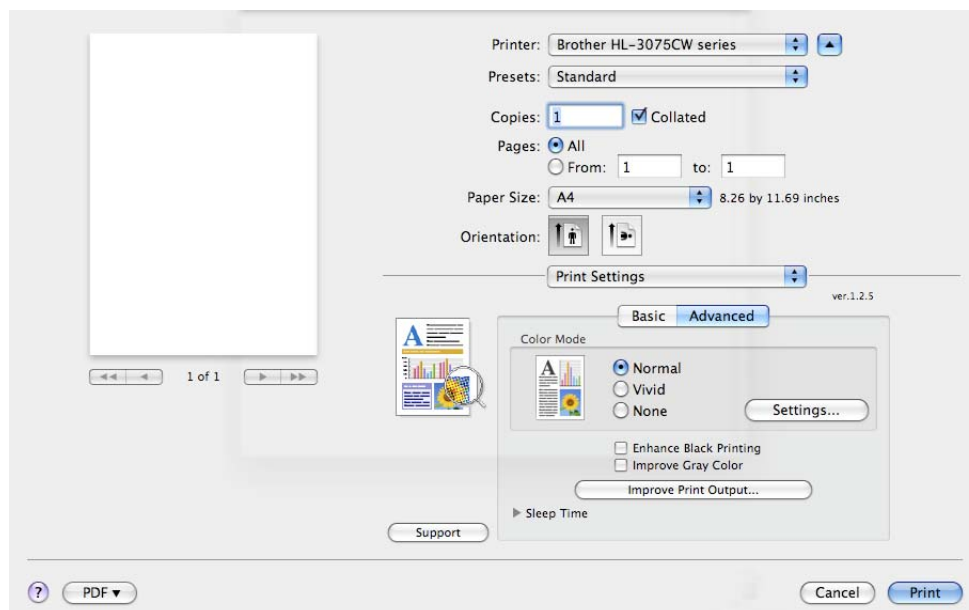 Printer: Brother HL-3075CW series
Presets: Standard
Copies: 1 Collated
Pages: All
From: 1 to: 1
Paper Size: A4 8.26 by 11.69 inches
Orientation:
Print Settings
ver.1.2.5
Basic Advanced
Color Mode
Normal
Vivid
None
Settings...
Enhance Black Printing
Improve Gray Color
Improve Print Output...
Sleep Time
Support
1 of 1
? PDF
Cancel Print